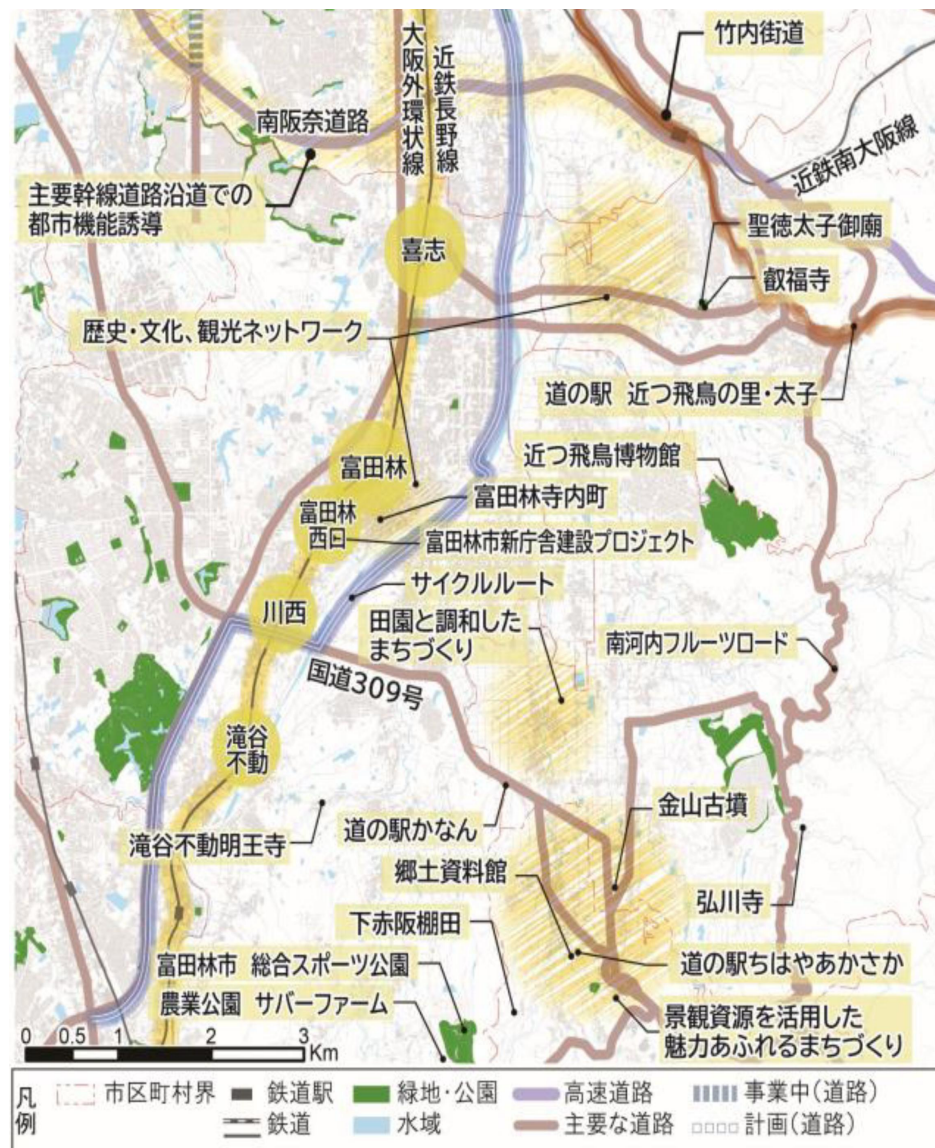 竹内街道
大阪外環状線
近鉄長野線
南阪奈道路
近鉄南大阪線
主要幹線道路沿道での
都市機能誘導
聖徳太子御廟
喜志
叡福寺
歴史・文化、観光ネットワーク
道の駅 近つ飛鳥の里・太子
近つ飛鳥博物館
富田林
富田林寺内町
富田林
西口
富田林市新庁舎建設プロジェクト
サイクルルート
川西
田園と調和した
まちづくり
南河内フルーツロード
国道309号
滝谷
不動
金山古墳
道の駅かなん
滝谷不動明王寺
郷土資料館
弘川寺
下赤阪棚田
富田林市 総合スポーツ公園
道の駅ちはやあかさか
農業公園 サバーファーム
景観資源を活用した
魅力あふれるまちづくり
0 0.5 1 2 3
Km
凡例
市区町村界 鉄道駅 緑地・公園 高速道路 事業中(道路)
鉄道 水域 主要な道路 計画(道路)